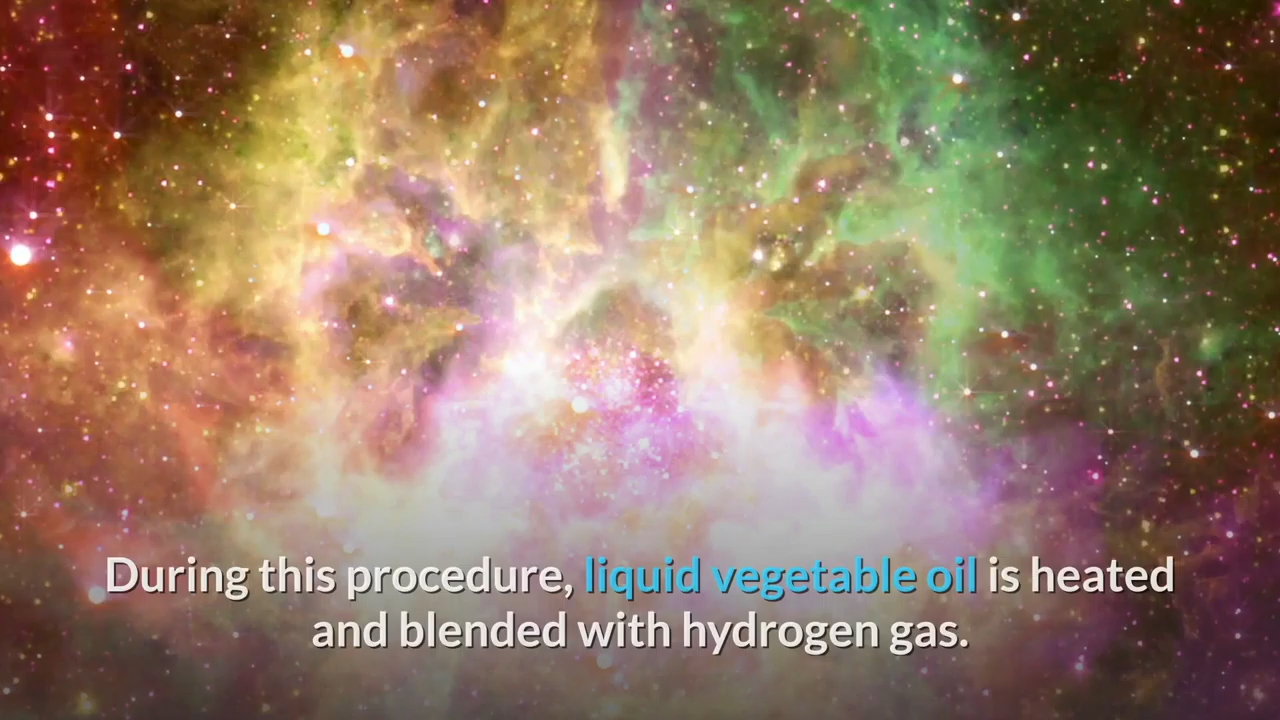 During this procedure, liquid vegetable oil is heated
and blended with hydrogen gas.